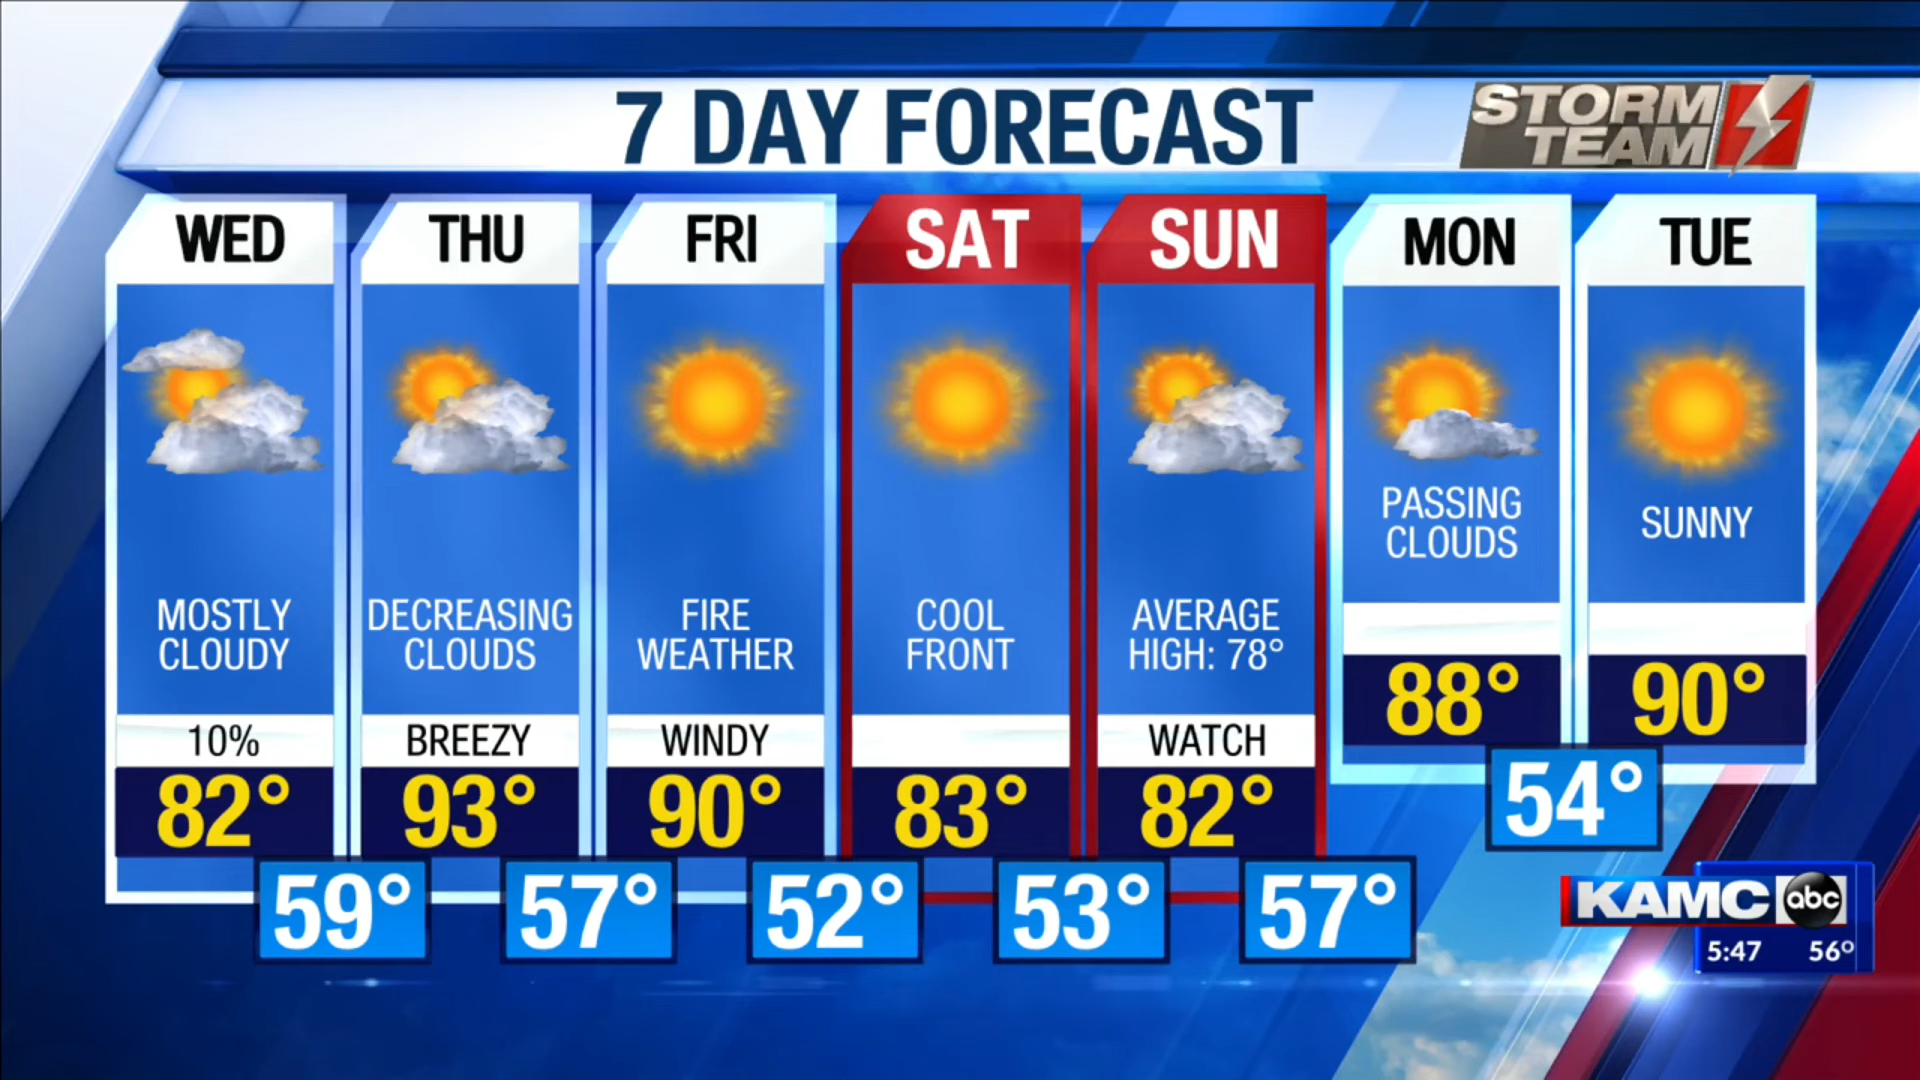 7 DAY FORECAST
STORM
TEAM
WED
MOSTLY
CLOUDY
10%
82°
59°
THU
DECREASING
CLOUDS
BREEZY
93°
57°
FRI
FIRE
WEATHER
WINDY
90°
52°
SAT
COOL
FRONT
83°
53°
SUN
AVERAGE
HIGH: 78°
WATCH
82°
57°
MON
PASSING
CLOUDS
88°
54°
TUE
SUNNY
90°
KAMC abc
5:47 56°